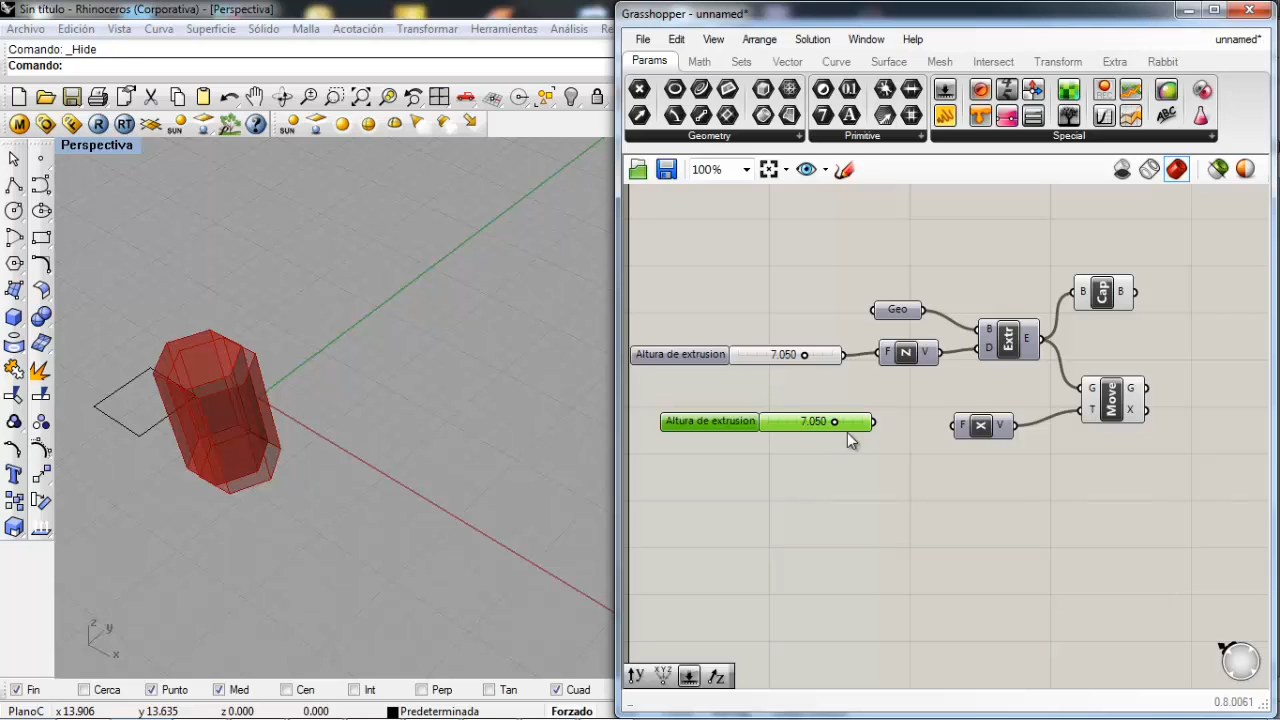 Sin título - Rhinoceros (Corporativa) - [Perspectiva]
Archivo Edición Vista Curva Superficie Sólido Malla Acotación Transformar Herramientas Análisis Re
Comando: _Hide
Comando:
Perspectiva
z
y
x
Fin Cerca Punto Med Cen Int Perp Tan Cuad
PlanoC x 13.906 y 13.635 z 0.000 0.000 Predeterminada Forzado
Grasshopper - unnamed*
File Edit View Arrange Solution Window Help unnamed*
Params Math Sets Vector Curve Surface Mesh Intersect Transform Extra Rabbit
Geometry Primitive Special
100%
B Cap B
Geo
B
D Extr E
Altura de extrusion 7.050
F Z V
G Move G
T X
Altura de extrusion 7.050
F X V
0.8.0061